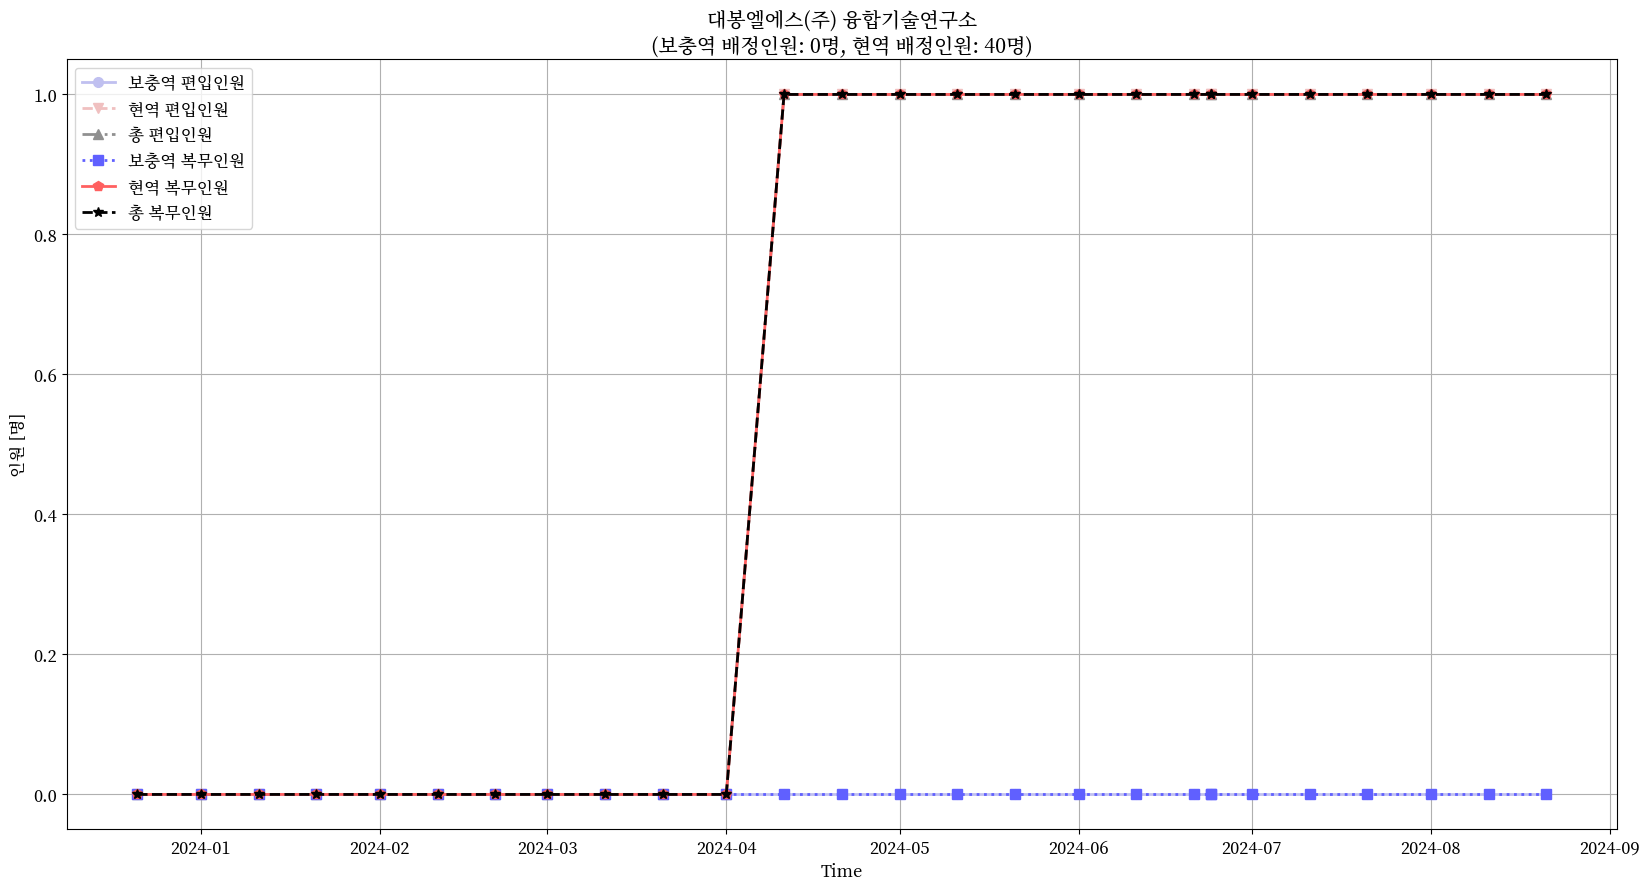 대봉엘에스(주) 융합기술연구소
(보충역 배정인원: 0명, 현역 배정인원: 40명)
보충역 편입인원
현역 편입인원
총 편입인원
보충역 복무인원
현역 복무인원
총 복무인원
1.0
0.8
0.6
0.4
0.2
0.0
인원 [명]
2024-01 2024-02 2024-03 2024-04 2024-05 2024-06 2024-07 2024-08 2024-09
Time